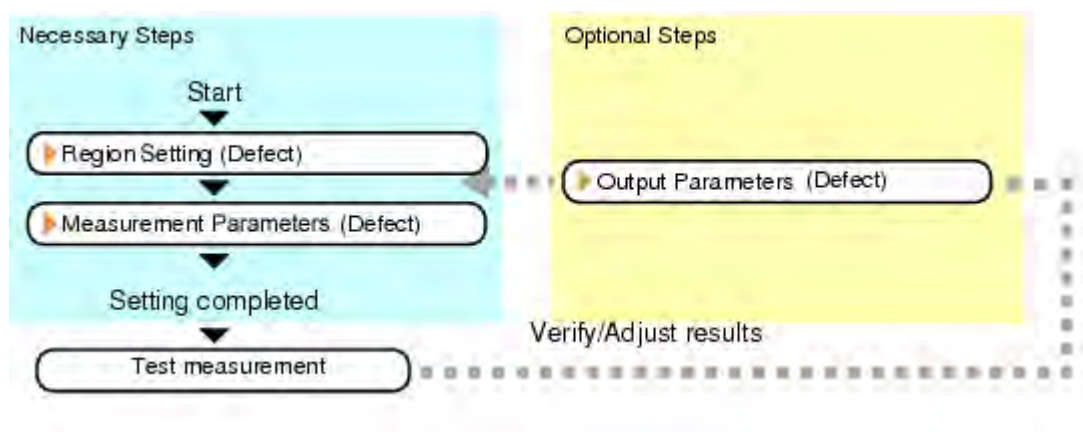 Necessary Steps
Start
Region Setting (Defect)
Measurement Parameters (Defect)
Setting completed
Test measurement
Optional Steps
Output Parameters (Defect)
Verify/Adjust results